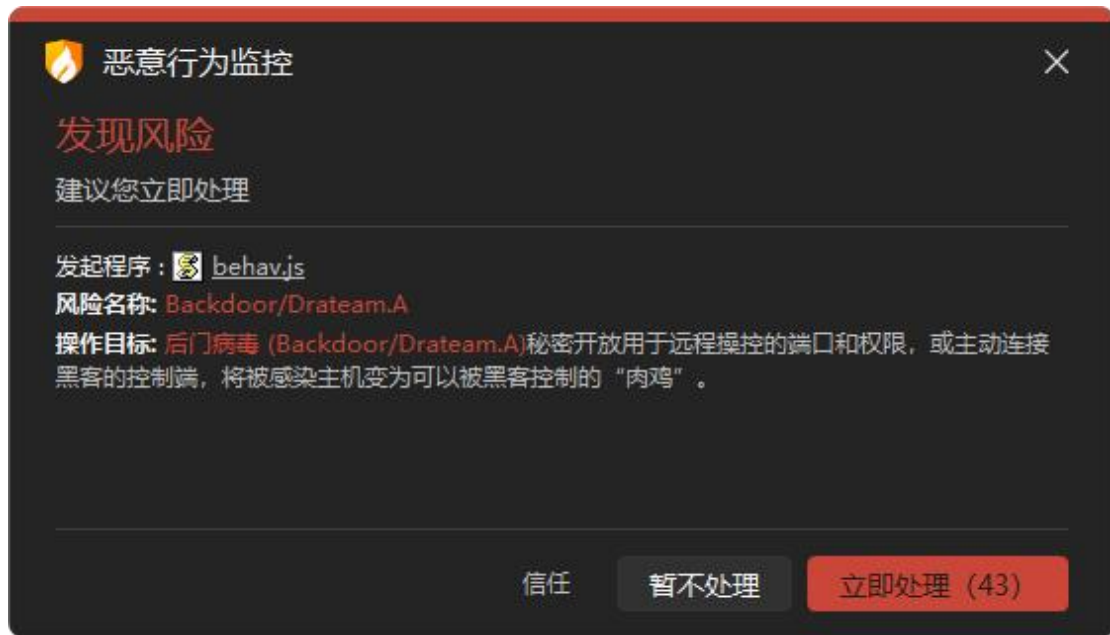 恶意行为监控
发现风险
建议您立即处理
发起程序：behav.js
风险名称: Backdoor/Drateam.A
操作目标: 后门病毒 (Backdoor/Drateam.A)秘密开放用于远程操控的端口和权限，或主动连接
黑客的控制端，将被感染主机变为可以被黑客控制的“肉鸡”。
信任 暂不处理 立即处理（43）